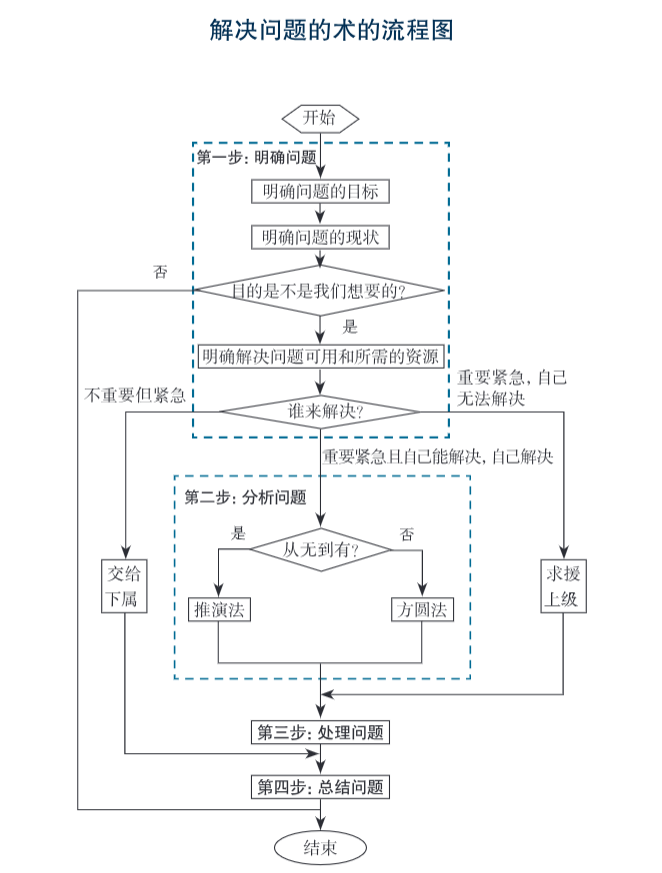 解决问题的术的流程图
开始
第一步：明确问题
明确问题的目标
明确问题的现状
否
目的是不是我们想要的？
是
明确解决问题可用和所需的资源
不重要但紧急
谁来解决？
重要紧急，自己
无法解决
重要紧急且自己能解决，自己解决
第二步：分析问题
是
从无到有？
否
交给
下属
推演法
方圆法
求援
上级
第三步：处理问题
第四步：总结问题
结束